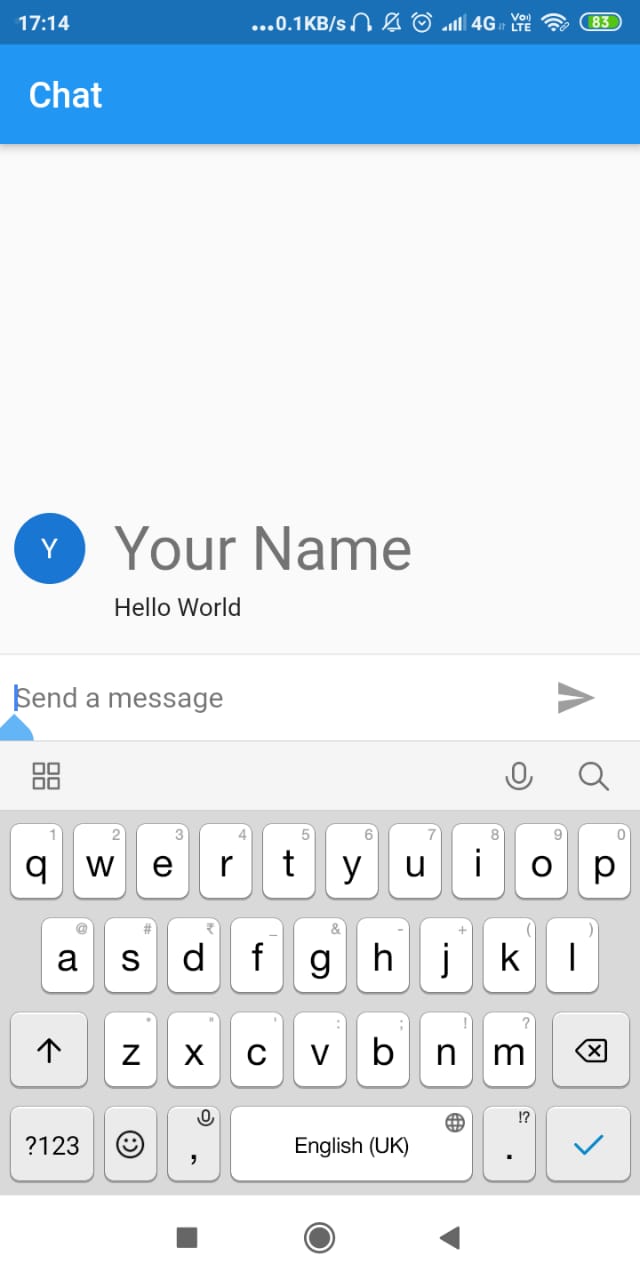 17:14 ...0.1KB/s 4G Vo) LTE 83
Chat
Y
Your Name
Hello World
Send a message
1 2 3 4 5 6 7 8 9 0
q w e r t y u i o p
@ # ₹ _ & - + ( )
a s d f g h j k l
* " ' : ; ! ?
z x c v b n m
!?
?123 , English (UK) .